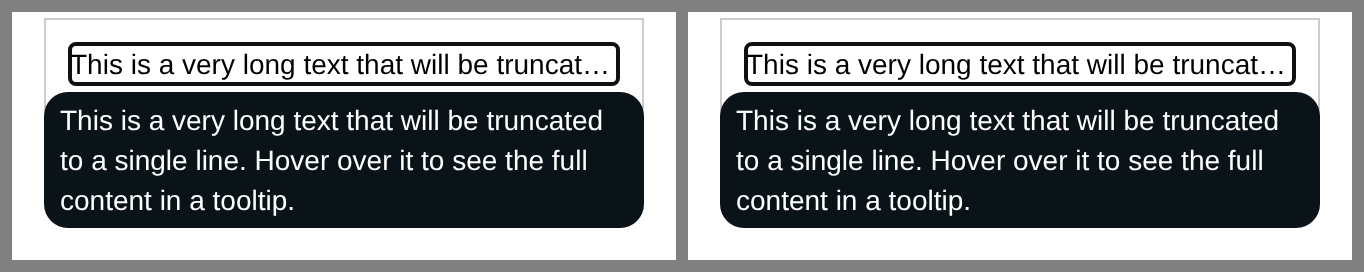 This is a very long text that will be truncat…
This is a very long text that will be truncated
to a single line. Hover over it to see the full
content in a tooltip.
This is a very long text that will be truncat…
This is a very long text that will be truncated
to a single line. Hover over it to see the full
content in a tooltip.